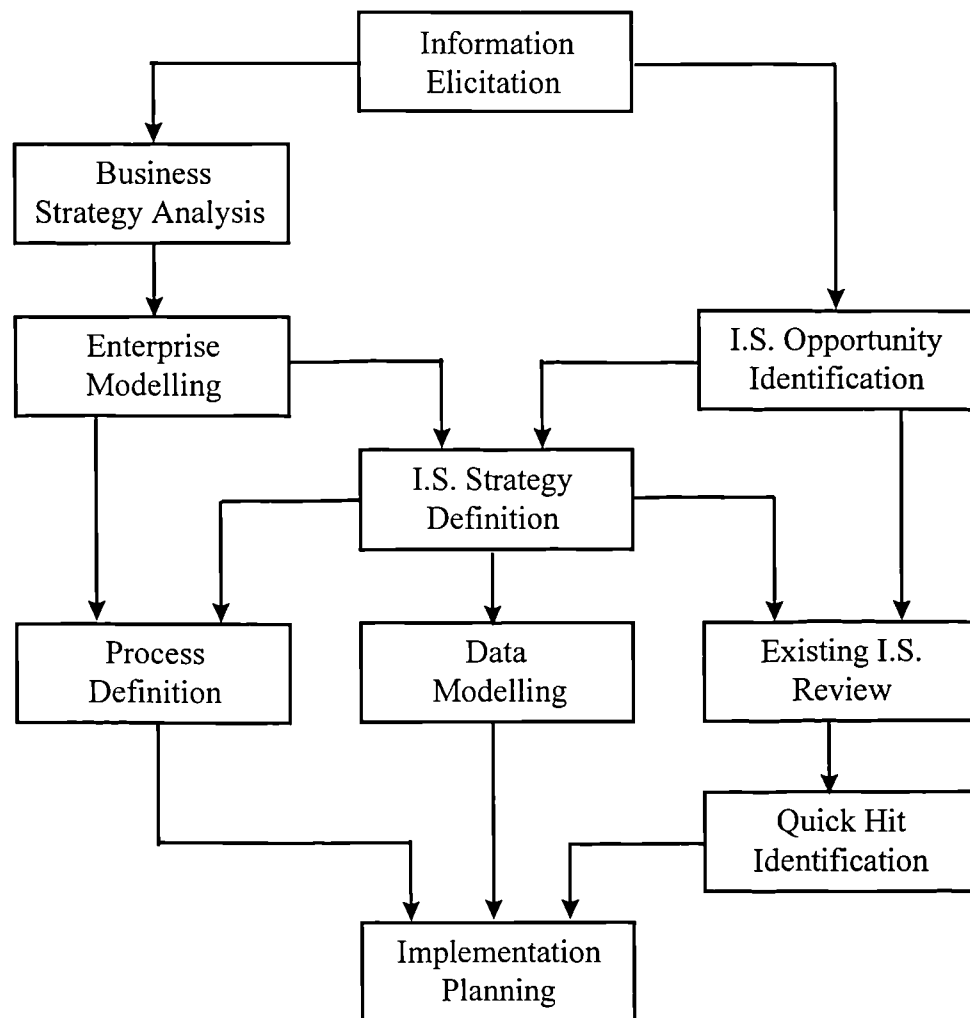 Information
Elicitation
Business
Strategy Analysis
Enterprise
Modelling
I.S. Opportunity
Identification
I.S. Strategy
Definition
Process
Definition
Data
Modelling
Existing I.S.
Review
Quick Hit
Identification
Implementation
Planning